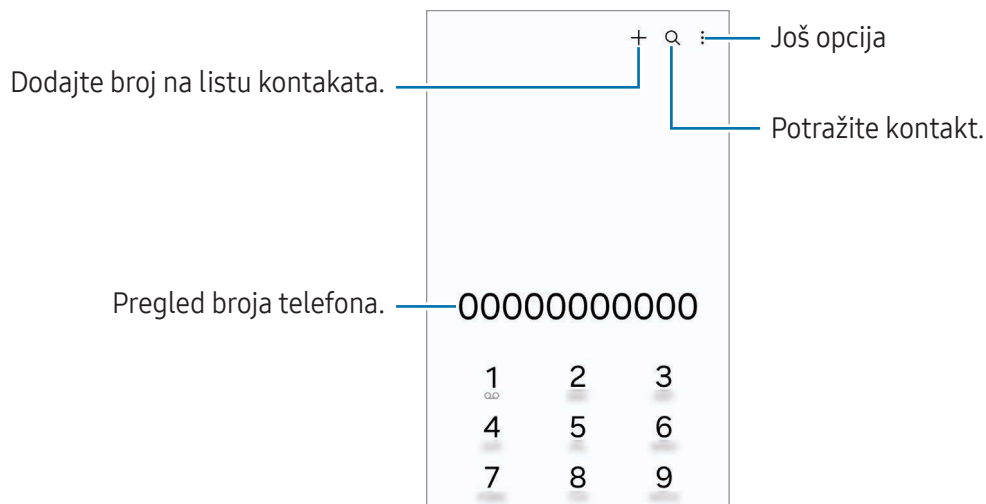 Još opcija
Dodajte broj na listu kontakata.
Potražite kontakt.
Pregled broja telefona.
00000000000
1 2 3
4 5 6
7 8 9